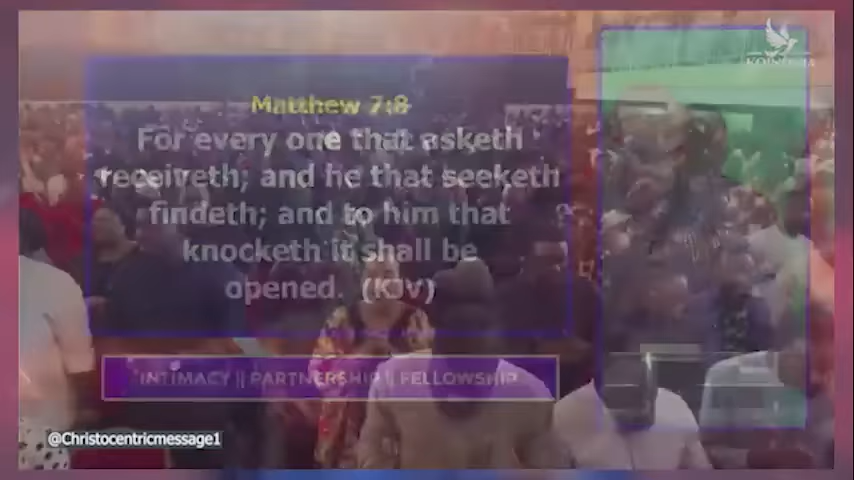 KOINONIA
Matthew 7:8
For every one that asketh
receiveth; and he that seeketh
findeth; and to him that
knocketh it shall be
opened. (KJV)
INTIMACY || PARTNERSHIP || FELLOWSHIP
@Christocentricmessage1